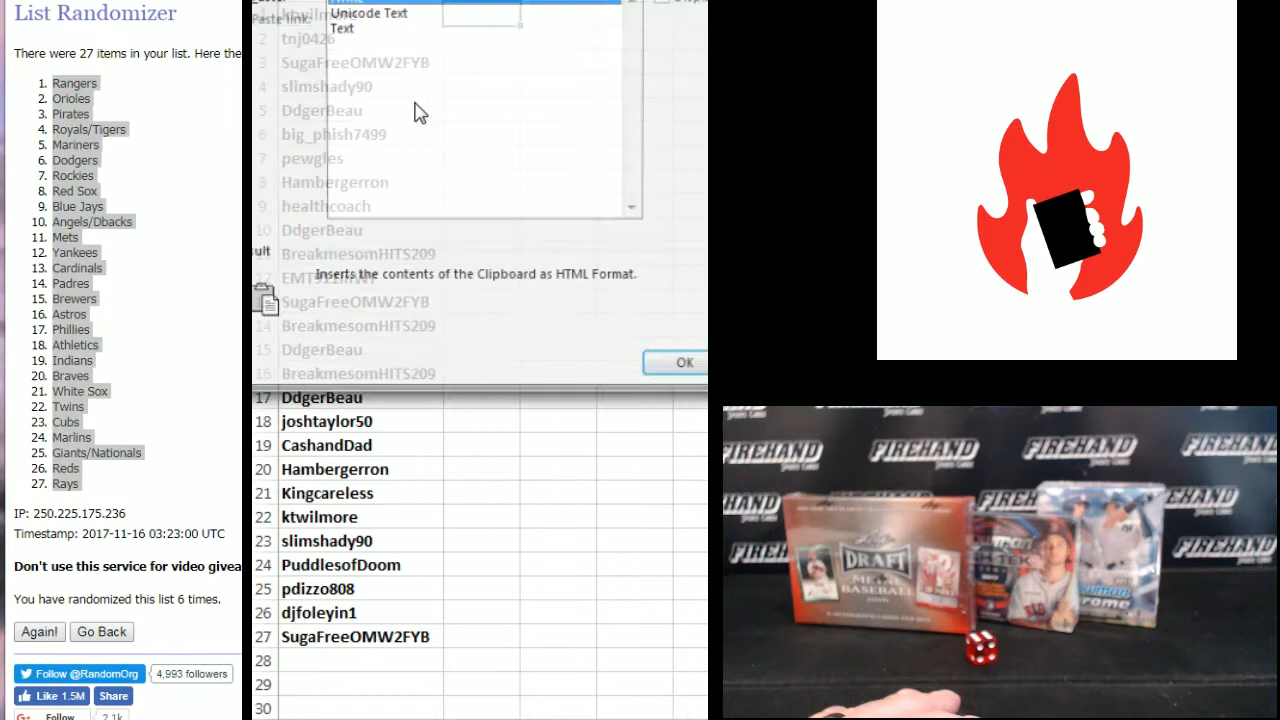 List Randomizer
There were 27 items in your list. Here the
1. Rangers
2. Orioles
3. Pirates
4. Royals/Tigers
5. Mariners
6. Dodgers
7. Rockies
8. Red Sox
9. Blue Jays
10. Angels/Dbacks
11. Mets
12. Yankees
13. Cardinals
14. Padres
15. Brewers
16. Astros
17. Phillies
18. Athletics
19. Indians
20. Braves
21. White Sox
22. Twins
23. Cubs
24. Marlins
25. Giants/Nationals
26. Reds
27. Rays
IP: 250.225.175.236
Timestamp: 2017-11-16 03:23:00 UTC
Don't use this service for video givea
You have randomized this list 6 times.
Again! Go Back
Follow @RandomOrg 4,993 followers
Like 1.5M Share
Follow 2.1k
Paste link:
Unicode Text
Text
1 ktwilmore
2 tnj0426
3 SugaFreeOMW2FYB
4 slimshady90
5 DdgerBeau
6 big_phish7499
7 pewgles
8 Hambergerron
9 healthcoach
10 DdgerBeau
BreakmesomHITS209
Inserts the contents of the Clipboard as HTML Format.
SugaFreeOMW2FYB
14 BreakmesomHITS209
15 DdgerBeau
16 BreakmesomHITS209
OK
17 DdgerBeau
18 joshtaylor50
19 CashandDad
20 Hambergerron
21 Kingcareless
22 ktwilmore
23 slimshady90
24 PuddlesofDoom
25 pdizzo808
26 djfoleyin1
27 SugaFreeOMW2FYB
28
29
30
FIREHAND
FIREHAND
FIREHAND
FIREHAND
Leaf
DRAFT
METAL
BASEBALL